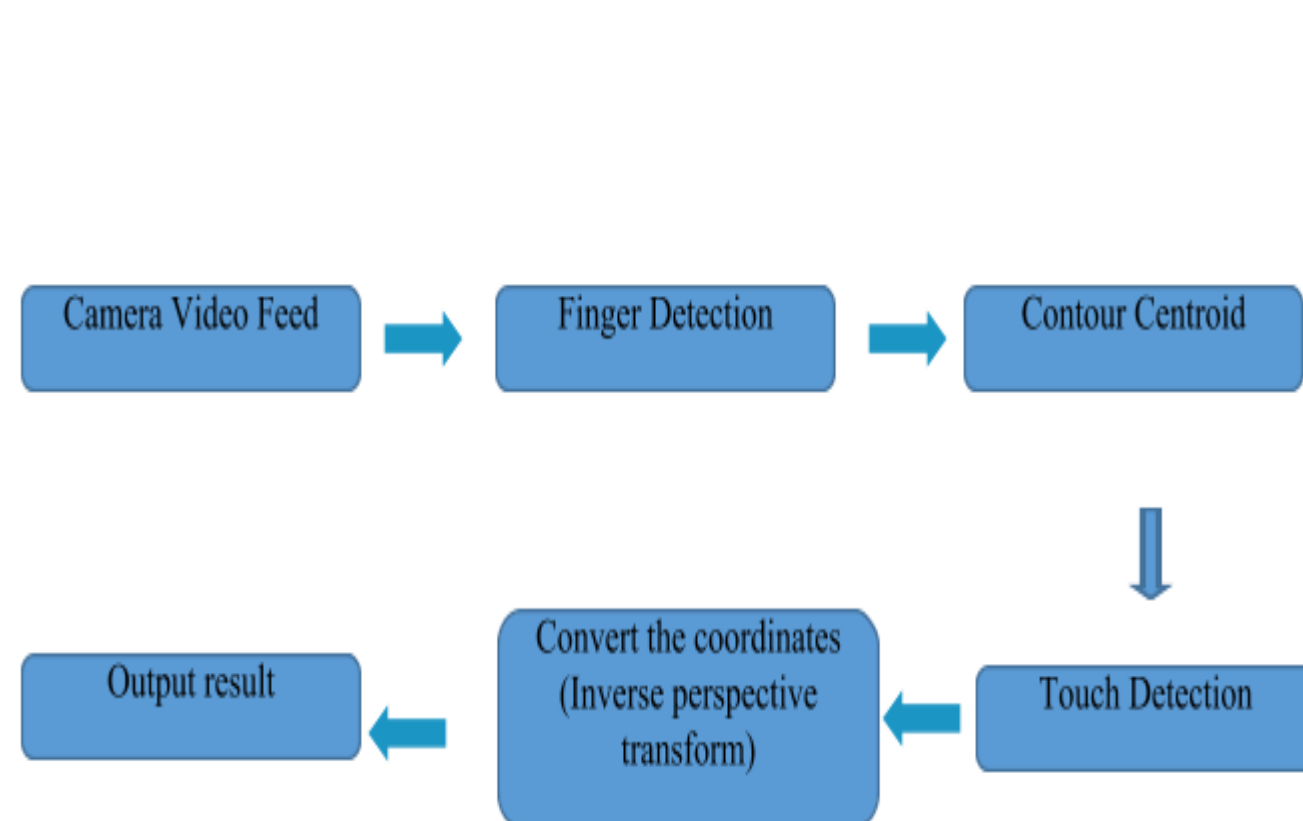 Camera Video Feed
Finger Detection
Contour Centroid
Touch Detection
Convert the coordinates
(Inverse perspective
transform)
Output result